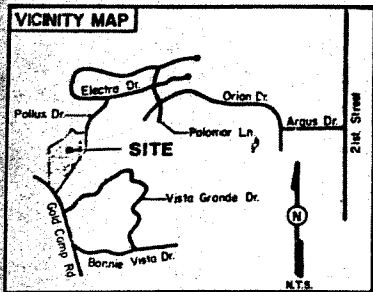 VICINITY MAP
Electra Dr.
Orion Dr.
Pollux Dr.
Argus Dr.
21st. Street
Palomar Ln.
SITE
Vista Grande Dr.
Gold Camp Rd
Bonnie Vista Dr.
N
N.T.S.